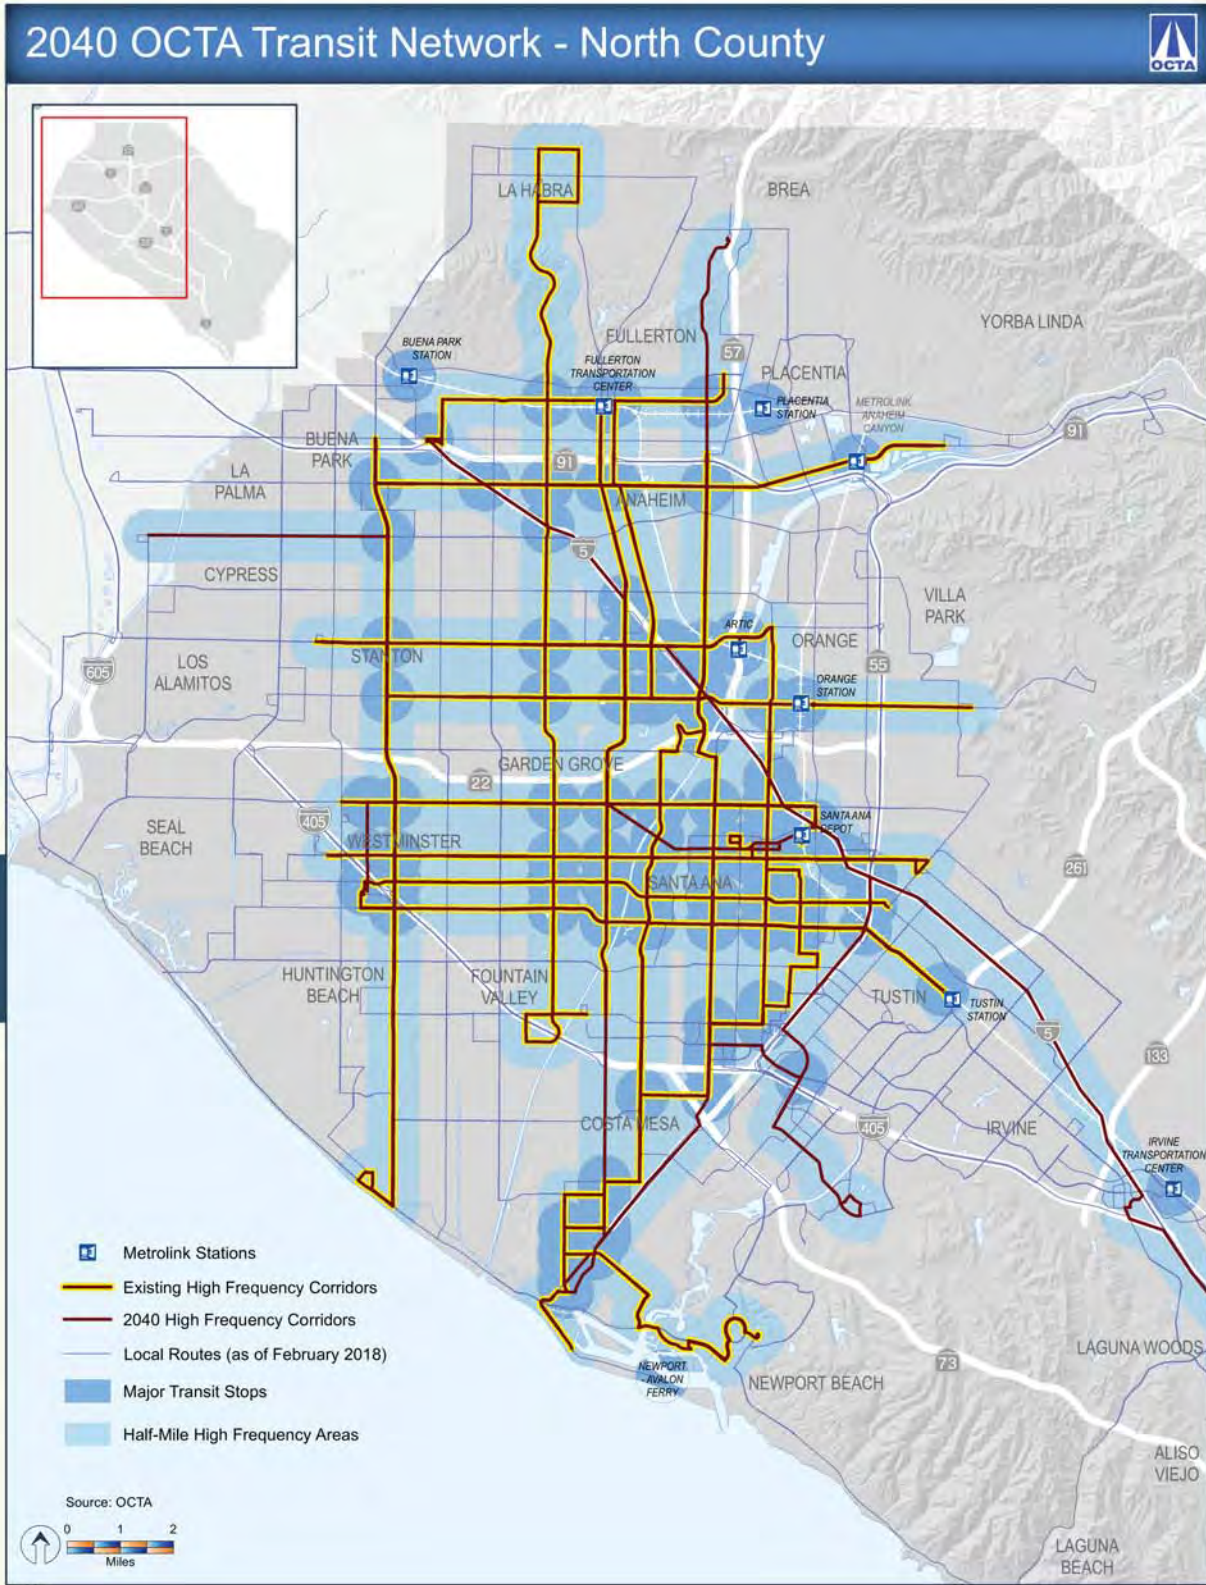 2040 OCTA Transit Network - North County
OCTA
LA HABRA
BREA
YORBA LINDA
FULLERTON
BUENA PARK
STATION
FULLERTON
TRANSPORTATION
CENTER
57
PLACENTIA
PLACENTIA
STATION
METROLINK
ANAHEIM
CANYON
91
BUENA
PARK
91
LA
PALMA
ANAHEIM
5
CYPRESS
VILLA
PARK
ARTIC
ORANGE
STANTON
55
605
LOS
ALAMITOS
ORANGE
STATION
GARDEN GROVE
22
405
SEAL
BEACH
WESTMINSTER
SANTA ANA
DEPOT
261
SANTA ANA
HUNTINGTON
BEACH
FOUNTAIN
VALLEY
TUSTIN
TUSTIN
STATION
5
133
COSTA MESA
405
IRVINE
IRVINE
TRANSPORTATION
CENTER
Metrolink Stations
Existing High Frequency Corridors
2040 High Frequency Corridors
Local Routes (as of February 2018)
Major Transit Stops
Half-Mile High Frequency Areas
LAGUNA WOODS
73
NEWPORT
- AVALON
FERRY
NEWPORT BEACH
ALISO
VIEJO
Source: OCTA
0 1 2
Miles
LAGUNA
BEACH